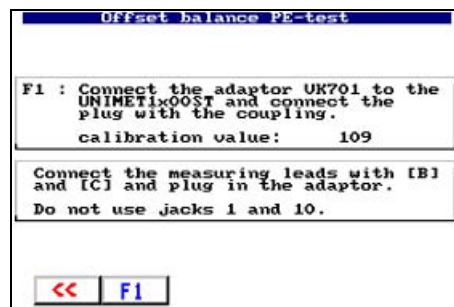 Offset balance PE-test
F1 : Connect the adaptor VK701 to the
UNIMET1x00ST and connect the
plug with the coupling.
calibration value: 109
Connect the measuring leads with [B]
and [C] and plug in the adaptor.
Do not use jacks 1 and 10.
<< F1